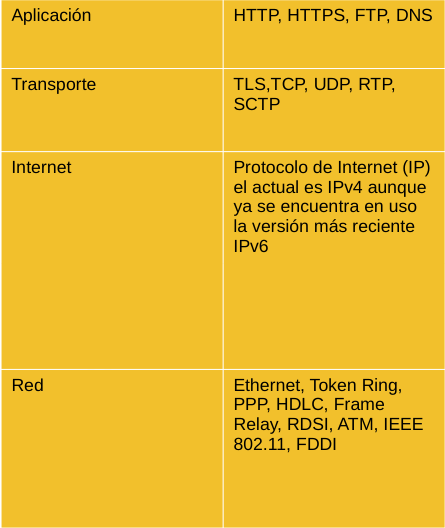 Aplicación
HTTP, HTTPS, FTP, DNS
Transporte
TLS,TCP, UDP, RTP,
SCTP
Internet
Protocolo de Internet (IP)
el actual es IPv4 aunque
ya se encuentra en uso
la versión más reciente
IPv6
Red
Ethernet, Token Ring,
PPP, HDLC, Frame
Relay, RDSI, ATM, IEEE
802.11, FDDI